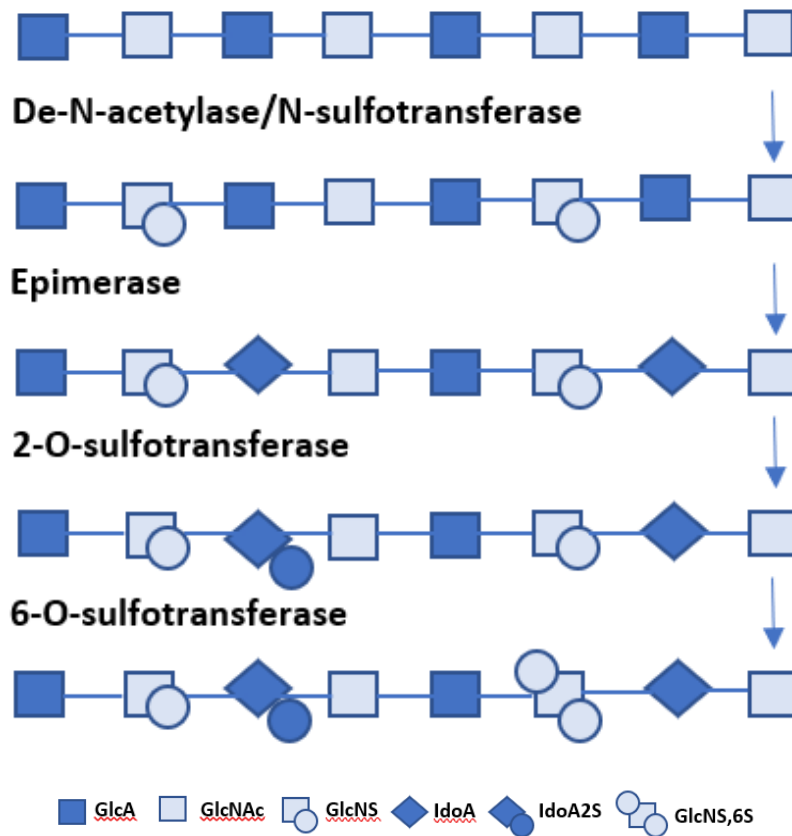 De-N-acetylase/N-sulfotransferase
Epimerase
2-O-sulfotransferase
6-O-sulfotransferase
GlcA GlcNAc GlcNS IdoA IdoA2S GlcNS,6S